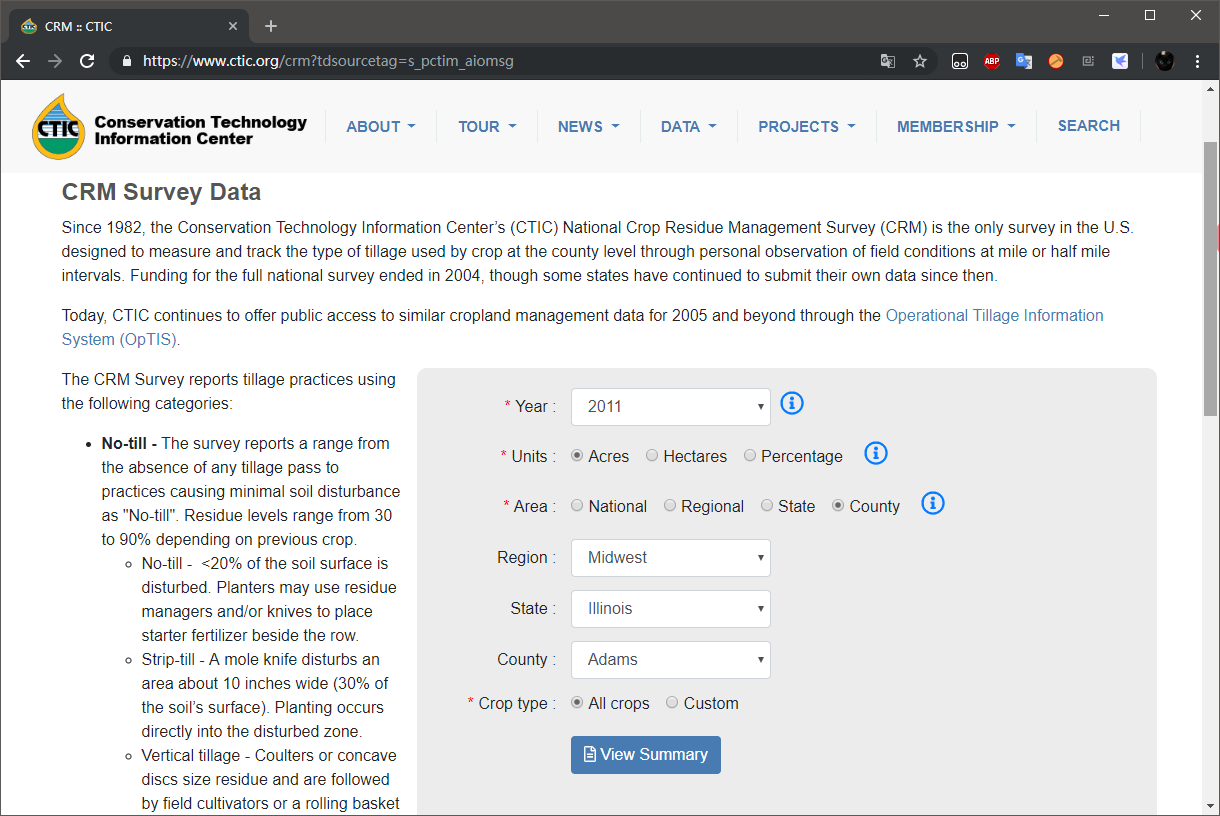 CRM :: CTIC
https://www.ctic.org/crm?tdsourcetag=s_pctim_aiomsg
ABP
CTIC
Conservation Technology
Information Center
ABOUT
TOUR
NEWS
DATA
PROJECTS
MEMBERSHIP
SEARCH
CRM Survey Data
Since 1982, the Conservation Technology Information Center’s (CTIC) National Crop Residue Management Survey (CRM) is the only survey in the U.S.
designed to measure and track the type of tillage used by crop at the county level through personal observation of field conditions at mile or half mile
intervals. Funding for the full national survey ended in 2004, though some states have continued to submit their own data since then.
Today, CTIC continues to offer public access to similar cropland management data for 2005 and beyond through the Operational Tillage Information
System (OpTIS).
The CRM Survey reports tillage practices using
the following categories:
• No-till - The survey reports a range from
the absence of any tillage pass to
practices causing minimal soil disturbance
as "No-till". Residue levels range from 30
to 90% depending on previous crop.
◦ No-till - <20% of the soil surface is
disturbed. Planters may use residue
managers and/or knives to place
starter fertilizer beside the row.
◦ Strip-till - A mole knife disturbs an
area about 10 inches wide (30% of
the soil’s surface). Planting occurs
directly into the disturbed zone.
◦ Vertical tillage - Coulters or concave
discs size residue and are followed
by field cultivators or a rolling basket
* Year : 2011
* Units : Acres Hectares Percentage
* Area : National Regional State County
Region : Midwest
State : Illinois
County : Adams
* Crop type : All crops Custom
View Summary